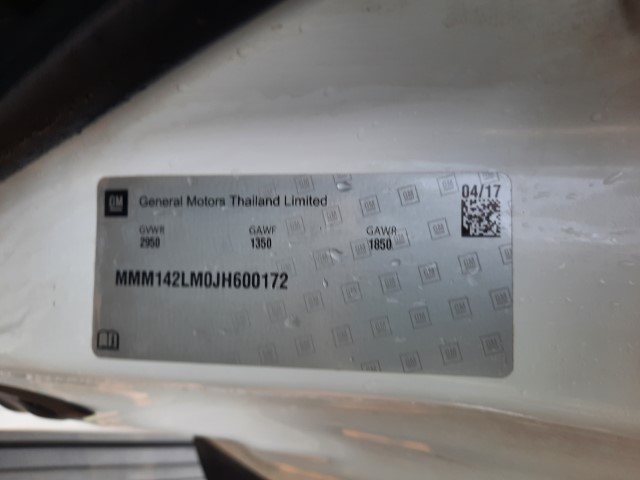 GM General Motors Thailand Limited 04/17
GVWR GAWF GAWR
2950 1350 1850
MMM142LM0JH600172